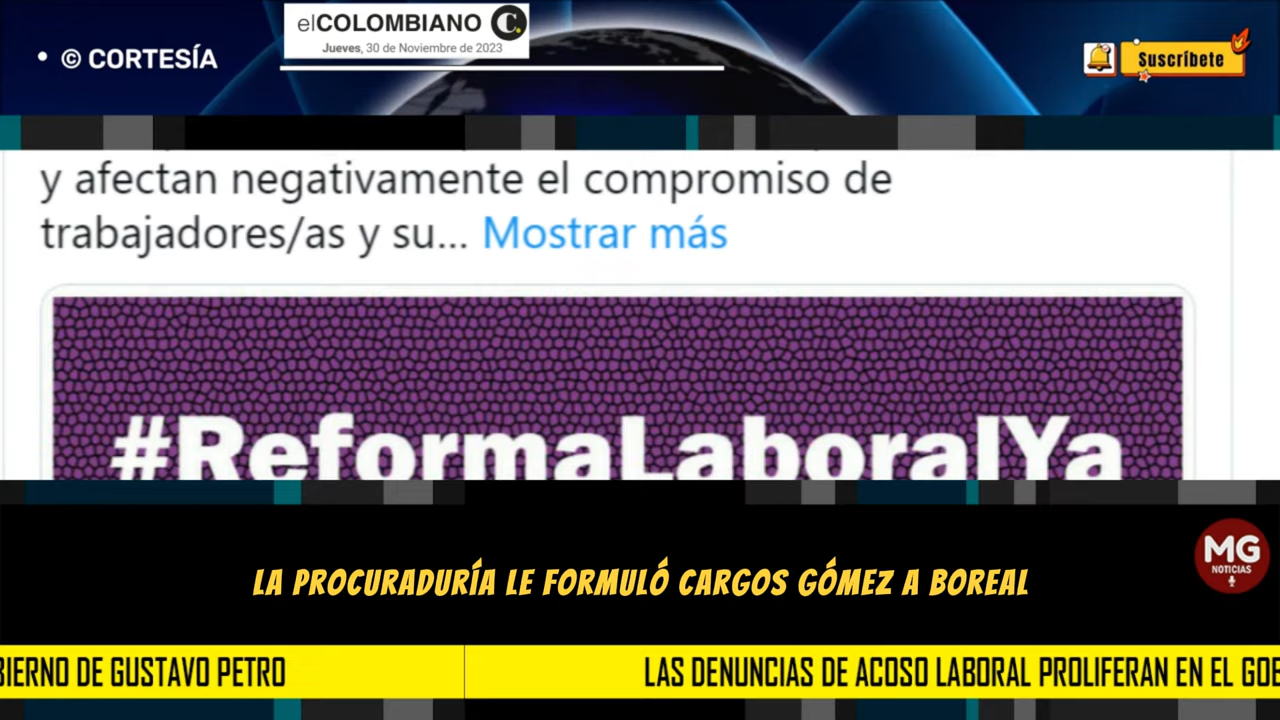 • © CORTESÍA
elCOLOMBIANO C.
Jueves, 30 de Noviembre de 2023
Suscríbete
y afectan negativamente el compromiso de
trabajadores/as y su... Mostrar más
#ReformaLaboralYa
LA PROCURADURÍA LE FORMULÓ CARGOS GÓMEZ A BOREAL
MG
NOTICIAS
BIERNO DE GUSTAVO PETRO
LAS DENUNCIAS DE ACOSO LABORAL PROLIFERAN EN EL GOB